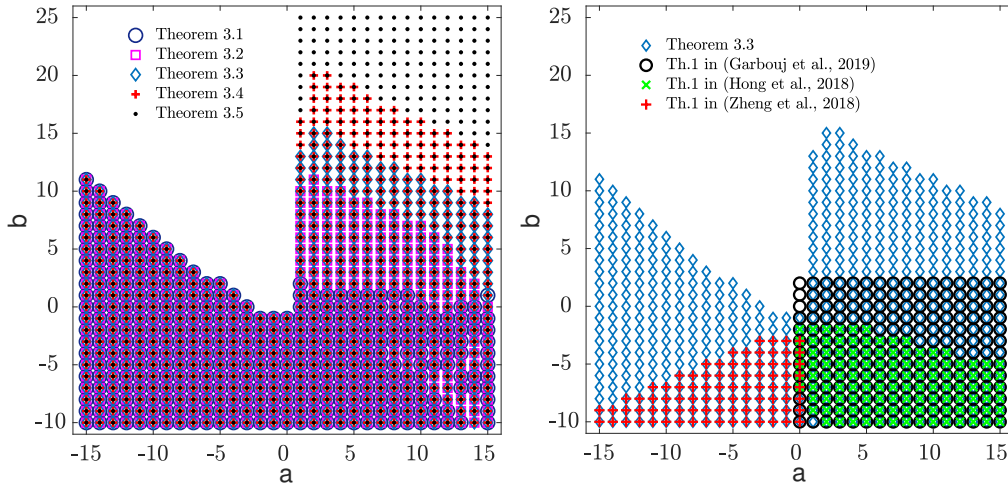 25
20
15
10
5
0
-5
-10
b
-15
-10
-5
0
5
10
15
a
Theorem 3.1
Theorem 3.2
Theorem 3.3
Theorem 3.4
Theorem 3.5
25
20
15
10
5
0
-5
-10
b
-15
-10
-5
0
5
10
15
a
Theorem 3.3
Th.1 in (Garbouj et al., 2019)
Th.1 in (Hong et al., 2018)
Th.1 in (Zheng et al., 2018)